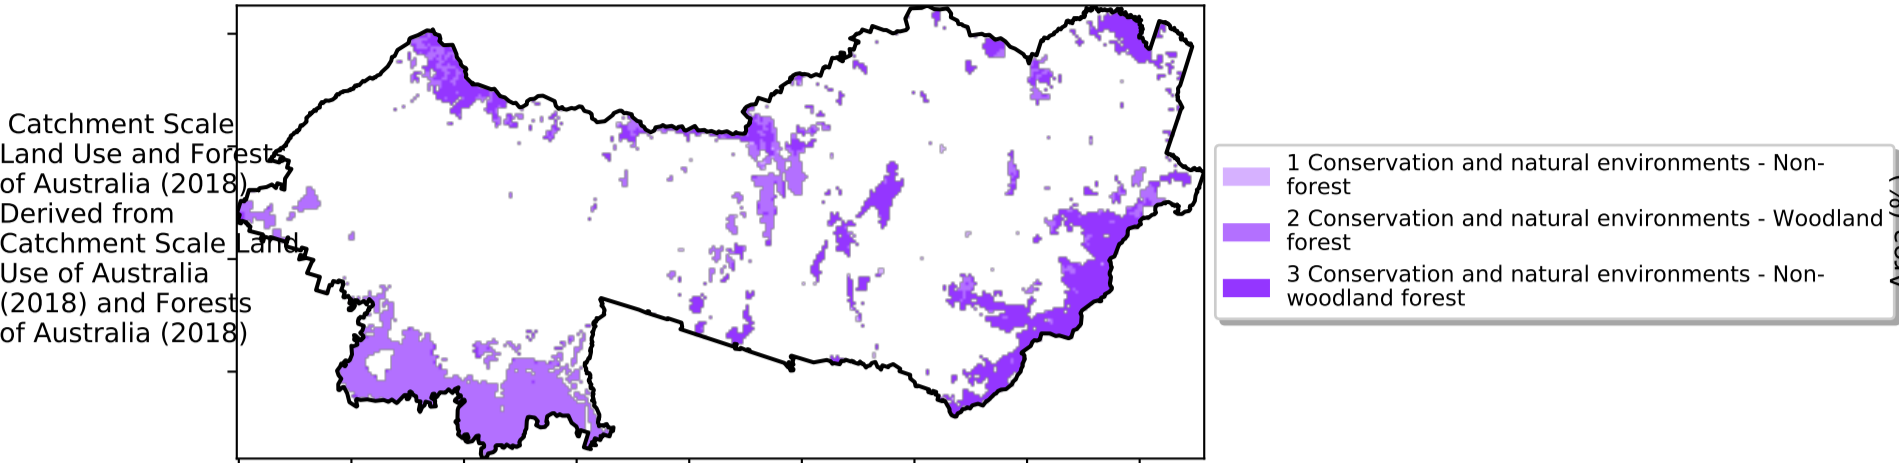 Catchment Scale
Land Use and Forest
of Australia (2018)
Derived from
Catchment Scale Land
Use of Australia
(2018) and Forests
of Australia (2018)
1 Conservation and natural environments - Non-
forest
2 Conservation and natural environments - Woodland
forest
3 Conservation and natural environments - Non-
woodland forest